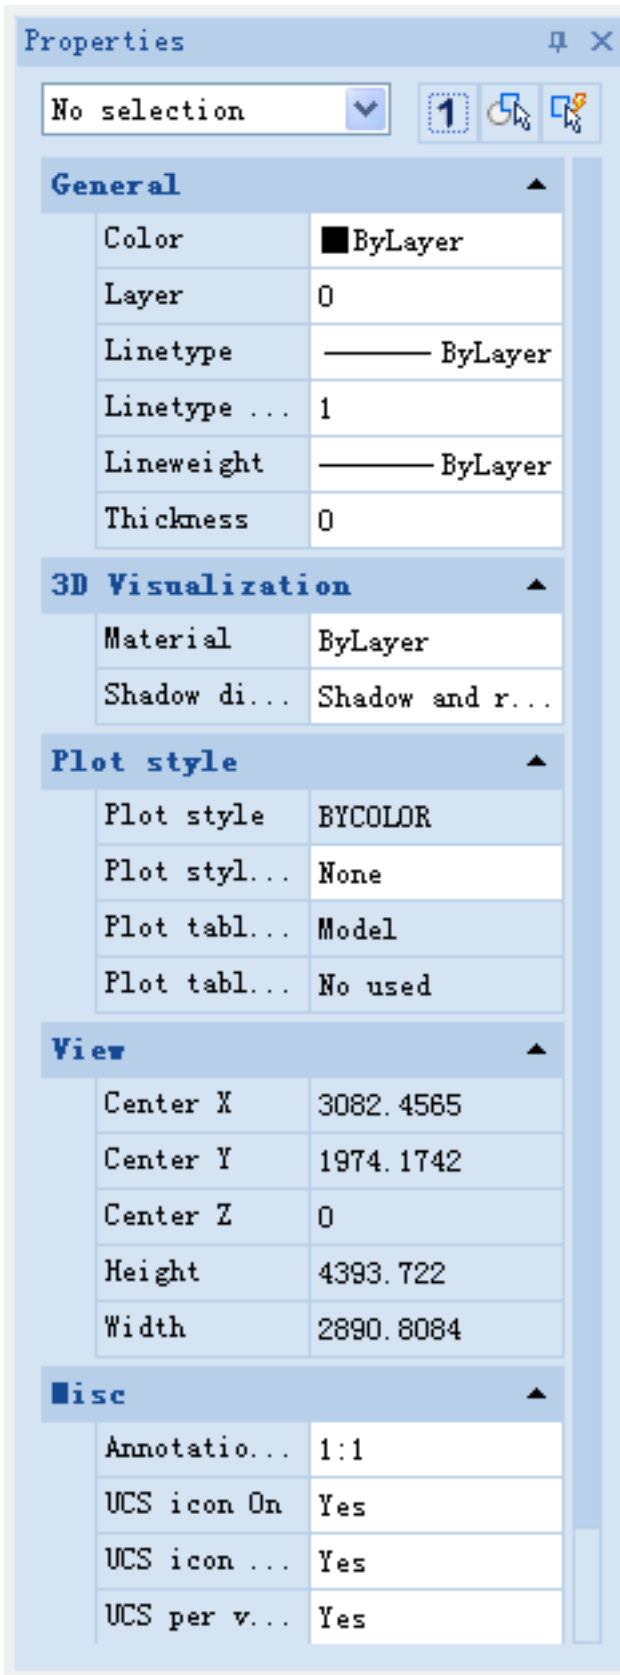 Properties
No selection
1
General
Color ByLayer
Layer 0
Linetype ByLayer
Linetype ... 1
Lineweight ByLayer
Thickness 0
3D Visualization
Material ByLayer
Shadow di... Shadow and r...
Plot style
Plot style BYCOLOR
Plot styl... None
Plot tabl... Model
Plot tabl... No used
View
Center X 3082.4565
Center Y 1974.1742
Center Z 0
Height 4393.722
Width 2890.8084
Misc
Annotatio... 1:1
UCS icon On Yes
UCS icon ... Yes
UCS per v... Yes